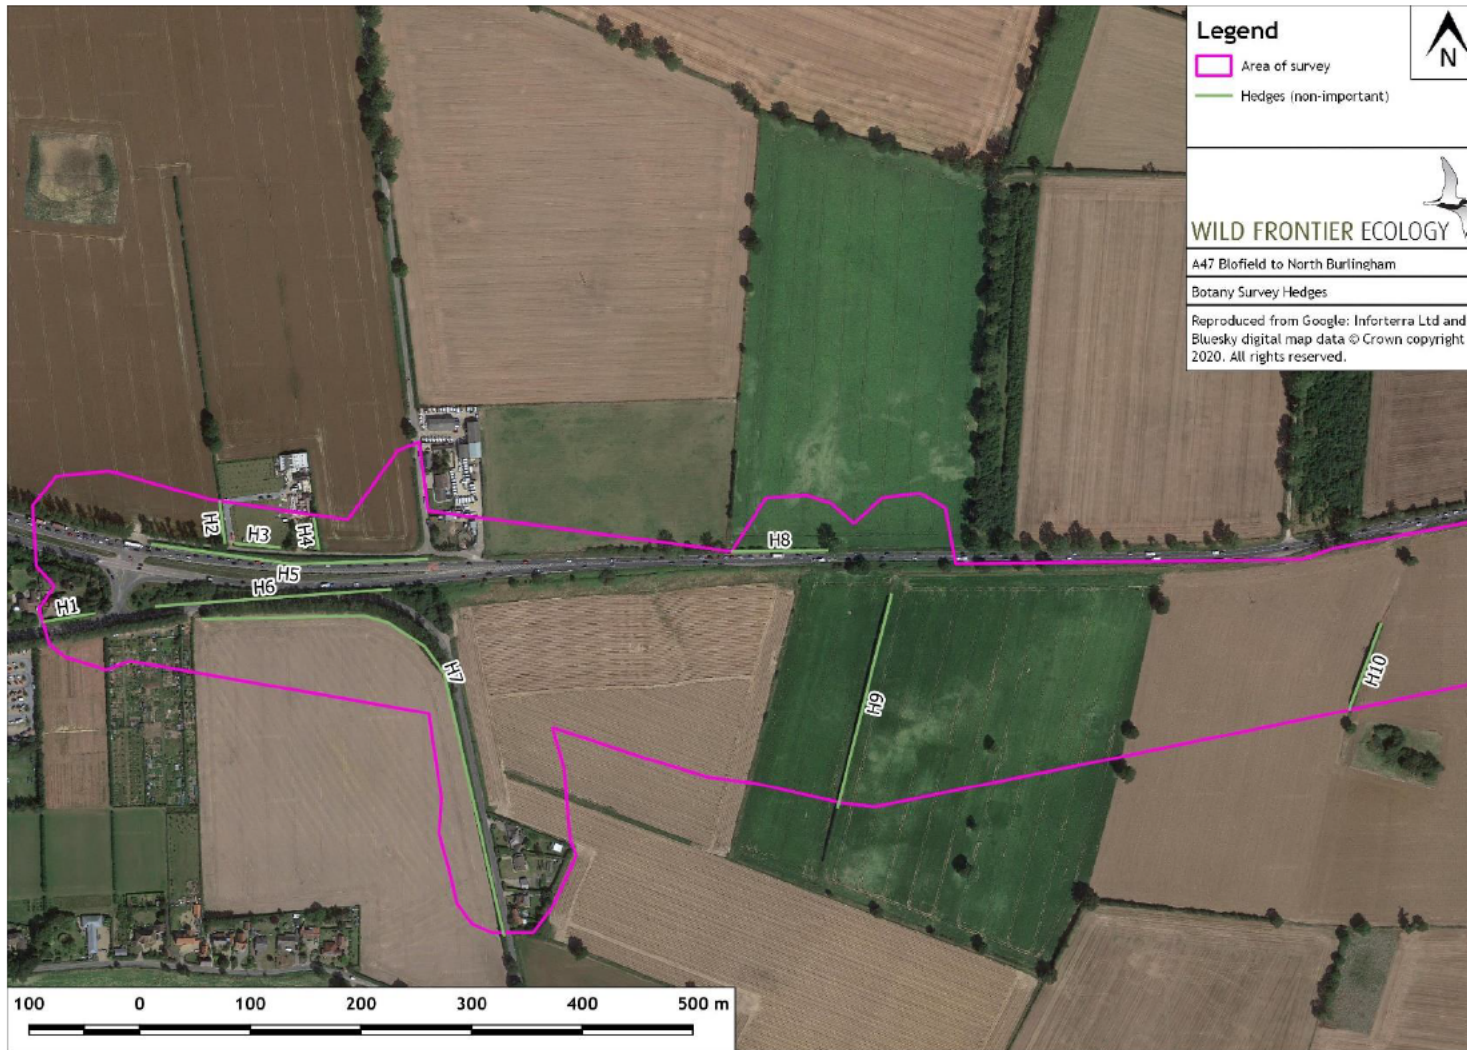 Legend
N
Area of survey
Hedges (non-important)
WILD FRONTIER ECOLOGY
A47 Blofield to North Burlingham
Botany Survey Hedges
Reproduced from Google: Inforterra Ltd and
Bluesky digital map data © Crown copyright
2020. All rights reserved.
H2
H3
H4
H8
H5
H6
H1
H7
H9
H10
100 0 100 200 300 400 500 m